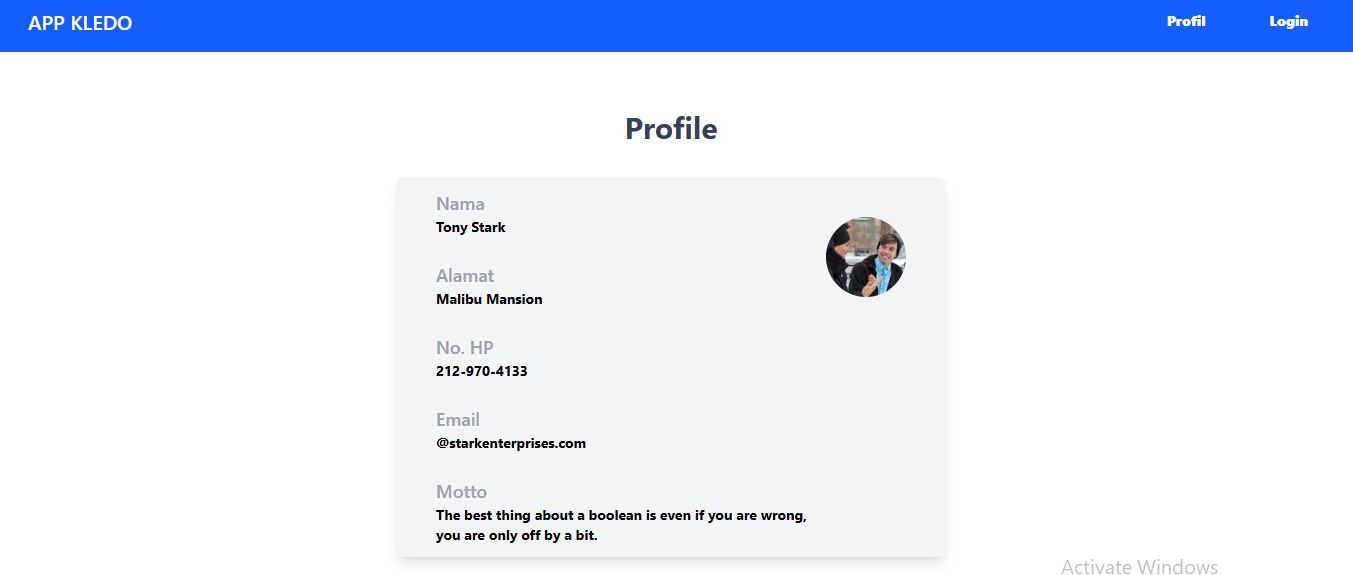 APP KLEDO
Profil
Login
Profile
Nama
Tony Stark
Alamat
Malibu Mansion
No. HP
212-970-4133
Email
@starkenterprises.com
Motto
The best thing about a boolean is even if you are wrong,
you are only off by a bit.
Activate Windows